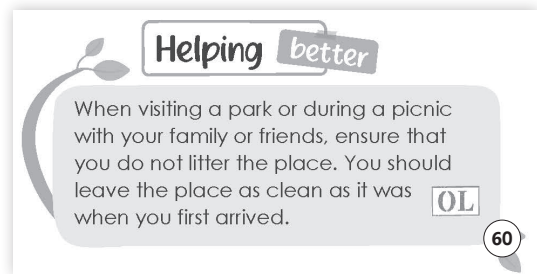 Helping better
When visiting a park or during a picnic
with your family or friends, ensure that
you do not litter the place. You should
leave the place as clean as it was
when you first arrived.
OL
60